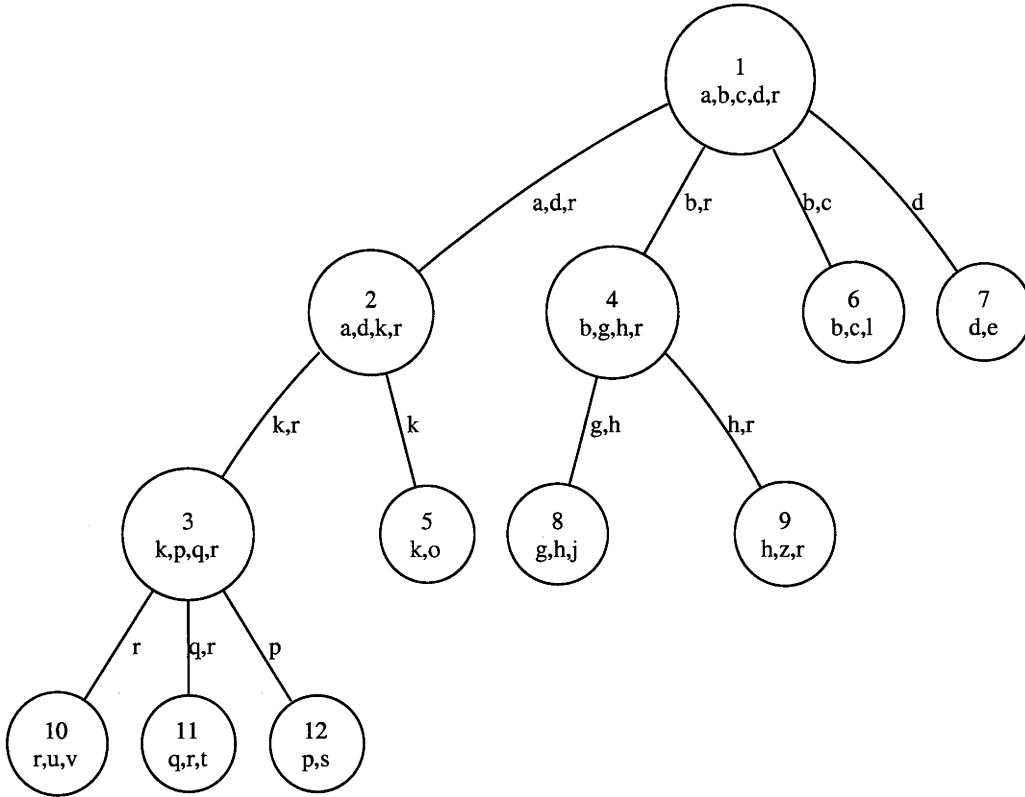 1
a,b,c,d,r
a,d,r
b,r
b,c
d
2
a,d,k,r
4
b,g,h,r
6
b,c,l
7
d,e
k,r
k
g,h
h,r
3
k,p,q,r
5
k,o
8
g,h,j
9
h,z,r
r
q,r
p
10
r,u,v
11
q,r,t
12
p,s